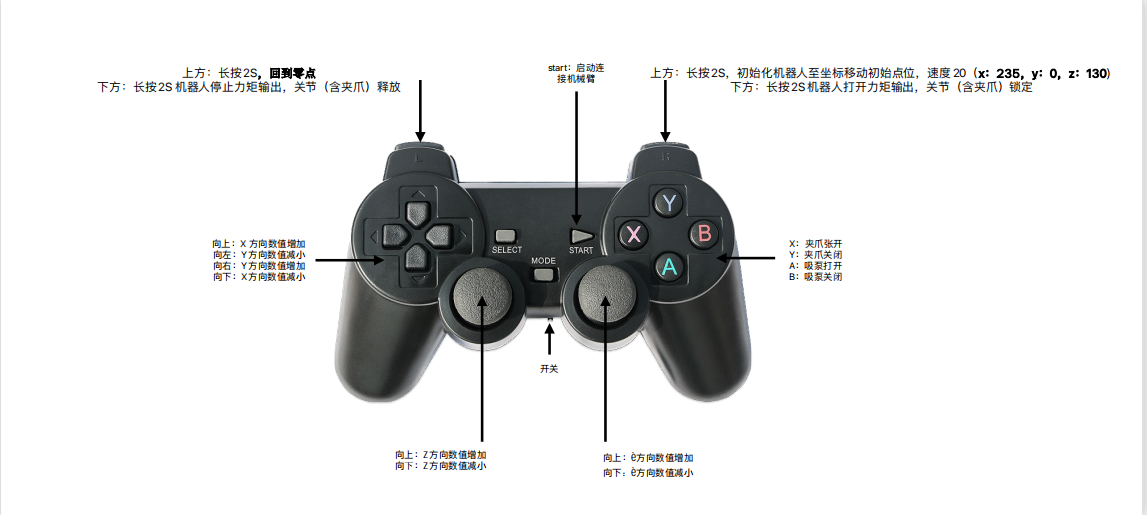 上方：长按2S，回到零点
下方：长按2S机器人停止力矩输出，关节（含夹爪）释放
start：启动连
接机械臂
上方：长按2S，初始化机器人至坐标移动初始点位，速度20（x：235，y：0，z：130）
下方：长按2S机器人打开力矩输出，关节（含夹爪）锁定
L
R
向上：X方向数值增加
向左：Y方向数值减小
向右：Y方向数值增加
向下：X方向数值减小
SELECT
START
MODE
Y
X
B
A
X：夹爪张开
Y：夹爪关闭
A：吸泵打开
B：吸泵关闭
开关
向上：Z方向数值增加
向下：Z方向数值减小
向上：è方向数值增加
向下：è方向数值减小